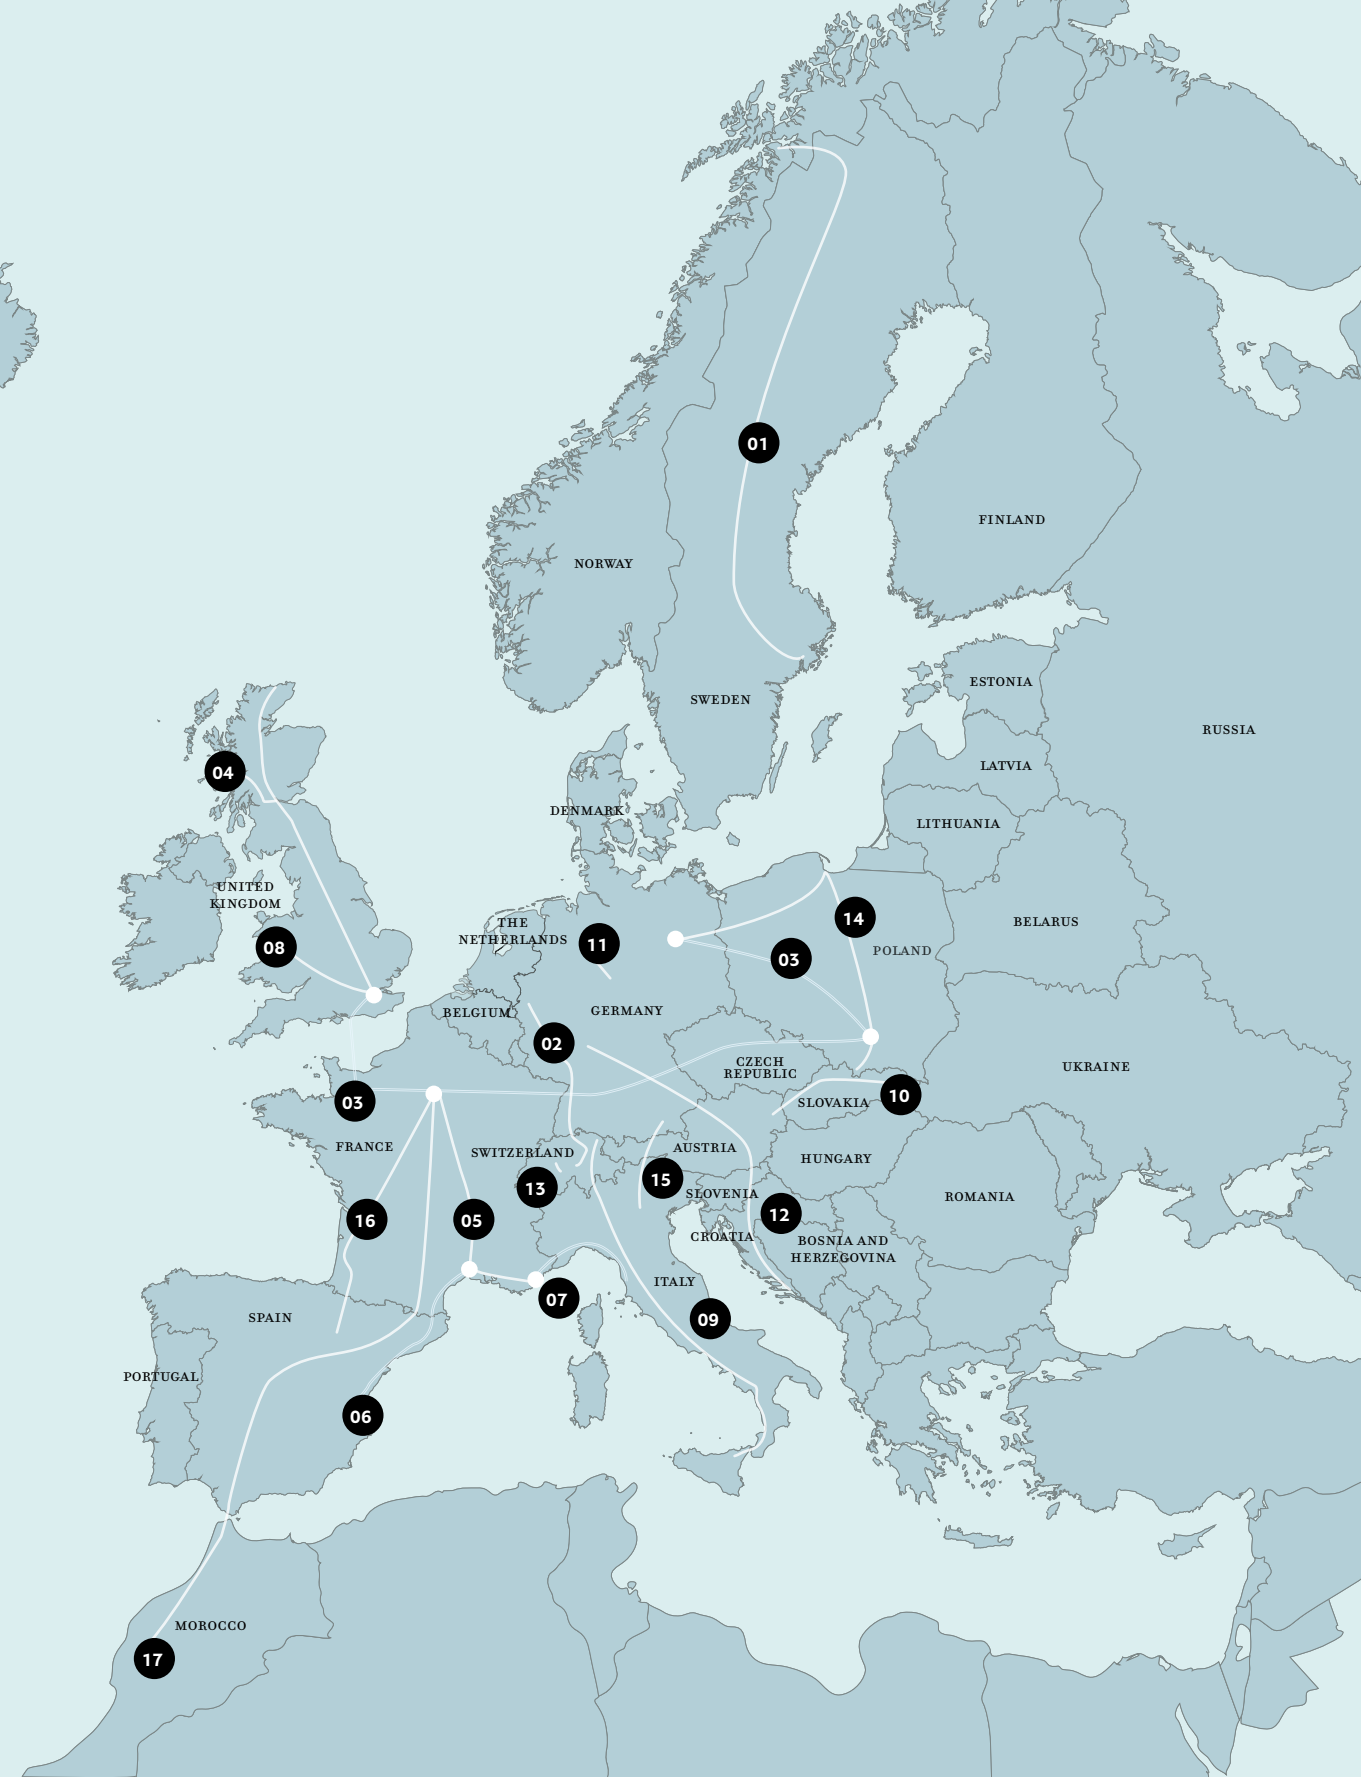 01
FINLAND
NORWAY
ESTONIA
SWEDEN
RUSSIA
LATVIA
04
DENMARK
LITHUANIA
UNITED
KINGDOM
14
BELARUS
THE
NETHERLANDS
11
08
03
POLAND
BELGIUM
GERMANY
02
CZECH
REPUBLIC
UKRAINE
03
SLOVAKIA
10
FRANCE
SWITZERLAND
AUSTRIA
HUNGARY
13
15
SLOVENIA
ROMANIA
16
05
12
CROATIA
BOSNIA AND
HERZEGOVINA
ITALY
07
SPAIN
09
PORTUGAL
06
MOROCCO
17